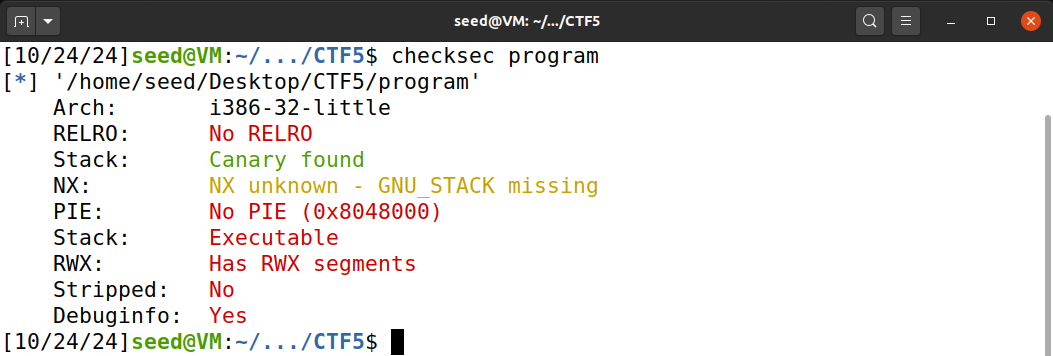 seed@VM: ~/.../CTF5
[10/24/24]seed@VM:~/.../CTF5$ checksec program
[*] '/home/seed/Desktop/CTF5/program'
    Arch:       i386-32-little
    RELRO:      No RELRO
    Stack:      Canary found
    NX:         NX unknown - GNU_STACK missing
    PIE:        No PIE (0x8048000)
    Stack:      Executable
    RWX:        Has RWX segments
    Stripped:   No
    Debuginfo:  Yes
[10/24/24]seed@VM:~/.../CTF5$